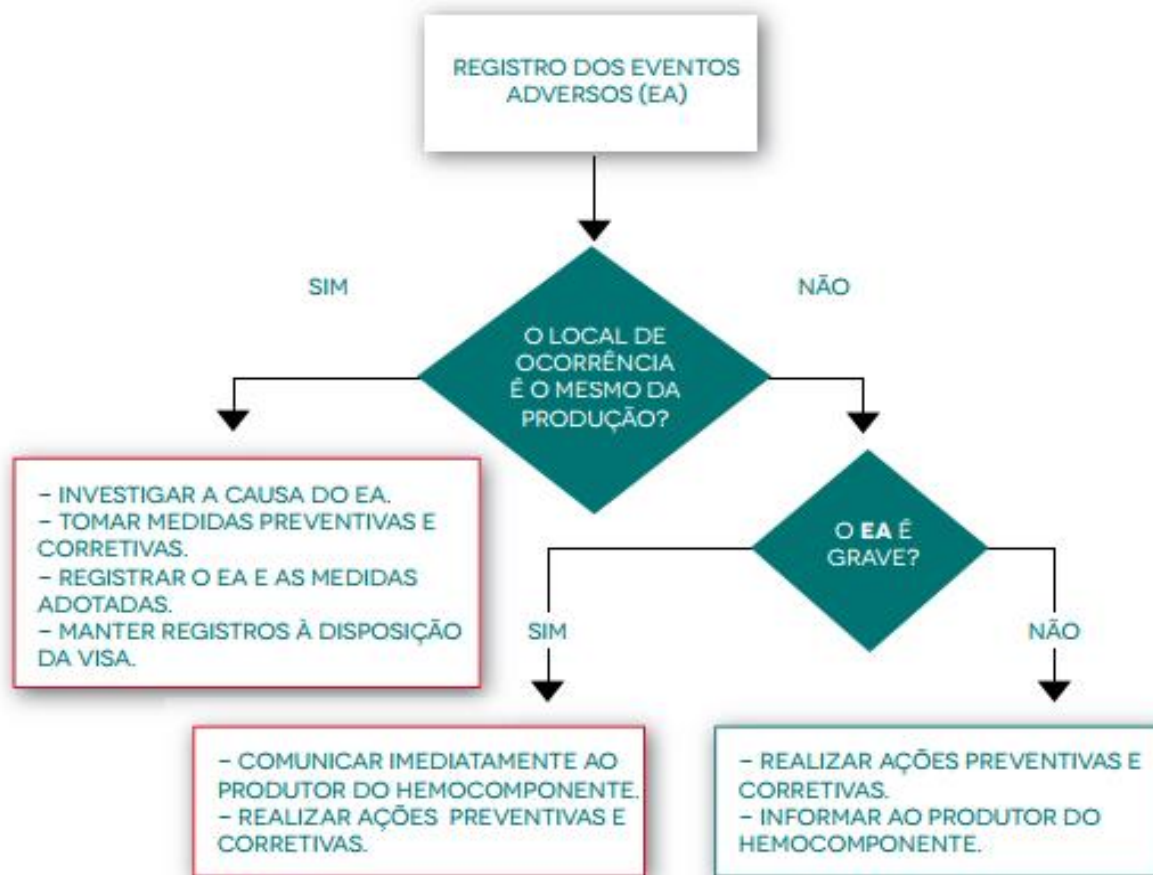 REGISTRO DOS EVENTOS
ADVERSOS (EA)
SIM
NÃO
O LOCAL DE
OCORRÊNCIA
É O MESMO DA
PRODUÇÃO?
– INVESTIGAR A CAUSA DO EA.
– TOMAR MEDIDAS PREVENTIVAS E
CORRETIVAS.
– REGISTRAR O EA E AS MEDIDAS
ADOTADAS.
– MANTER REGISTROS À DISPOSIÇÃO
DA VISA.
O EA É
GRAVE?
SIM
NÃO
– COMUNICAR IMEDIATAMENTE AO
PRODUTOR DO HEMOCOMPONENTE.
– REALIZAR AÇÕES PREVENTIVAS E
CORRETIVAS.
– REALIZAR AÇÕES PREVENTIVAS E
CORRETIVAS.
– INFORMAR AO PRODUTOR DO
HEMOCOMPONENTE.